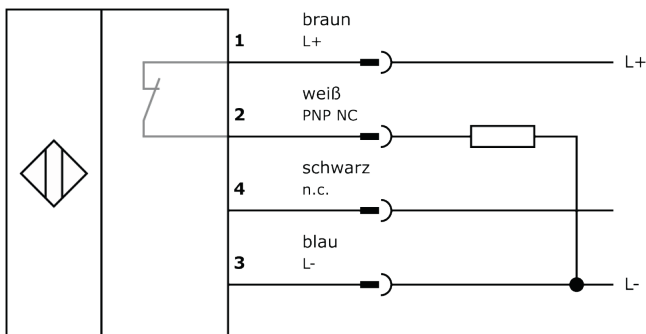 braun
1 L+ L+
weiß
2 PNP NC
schwarz
4 n.c.
blau
3 L- L-